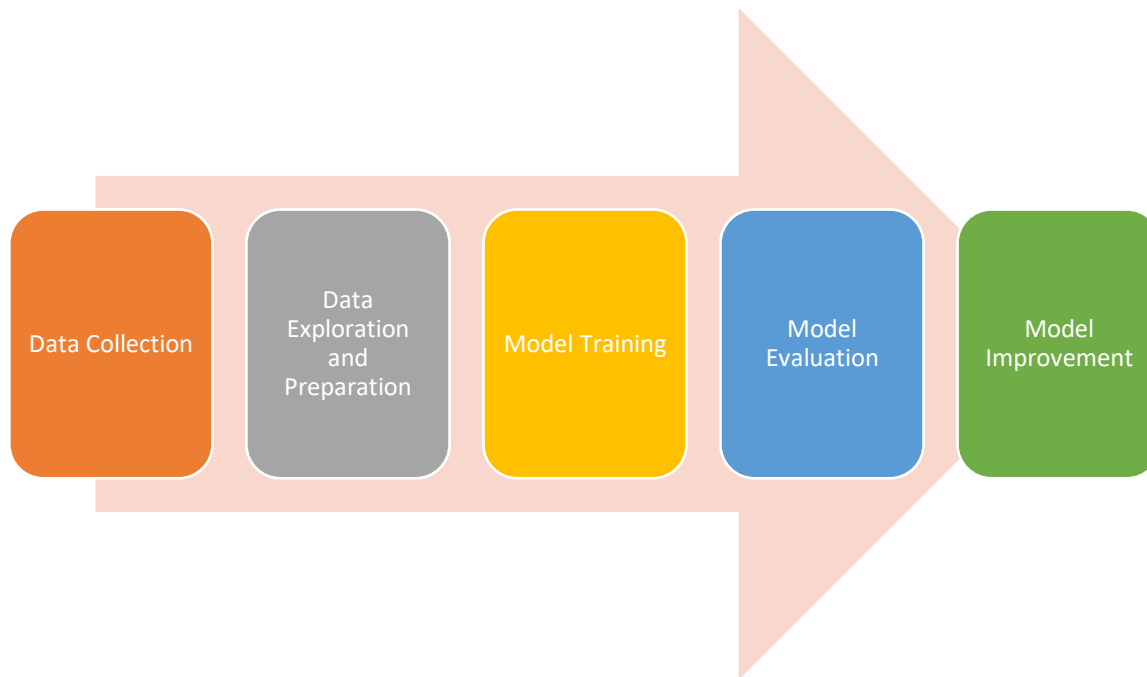 Data Collection
Data
Exploration
and
Preparation
Model Training
Model
Evaluation
Model
Improvement